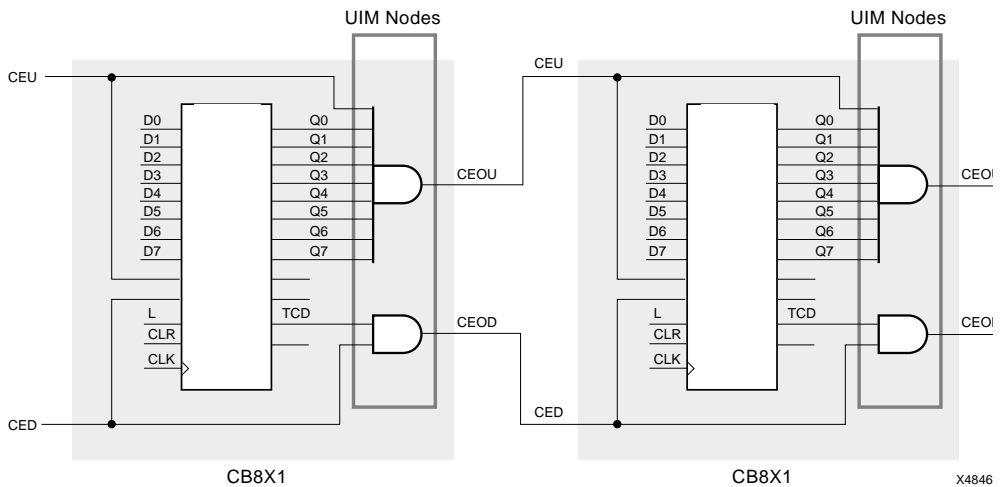 UIM Nodes
UIM Nodes
CEU
CEU
D0 Q0
D1 Q1
D2 Q2
D3 Q3
D4 Q4
D5 Q5
D6 Q6
D7 Q7
CEOU
L TCD
CLR
CLK
CEOD
CED
CED
D0 Q0
D1 Q1
D2 Q2
D3 Q3
D4 Q4
D5 Q5
D6 Q6
D7 Q7
L TCD
CLR
CLK
CB8X1
CB8X1
X4846